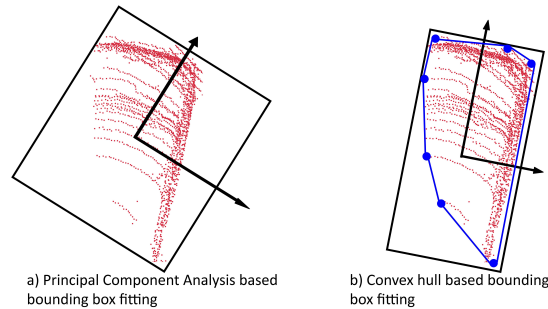 a) Principal Component Analysis based
bounding box fitting
b) Convex hull based bounding
box fitting